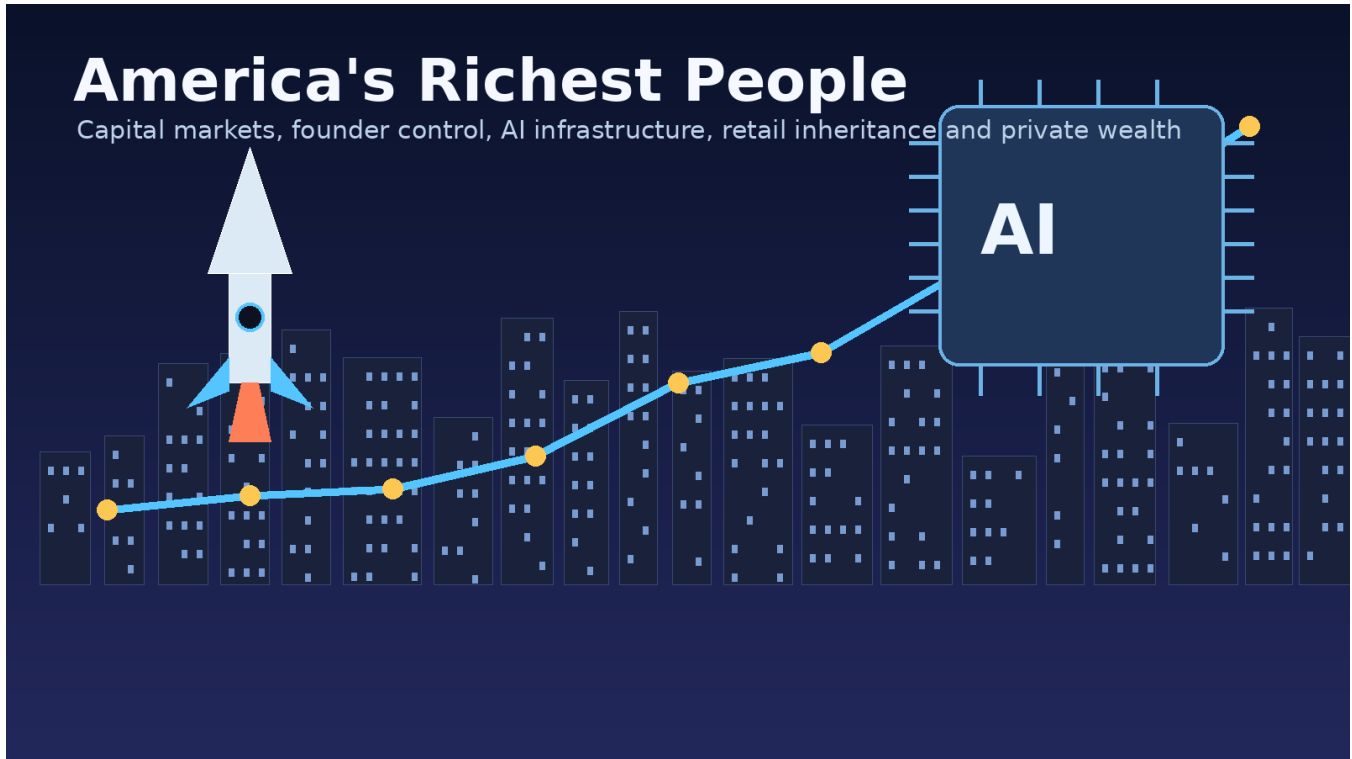 America's Richest People
Capital markets, founder control, AI infrastructure, retail inheritance and private wealth
AI